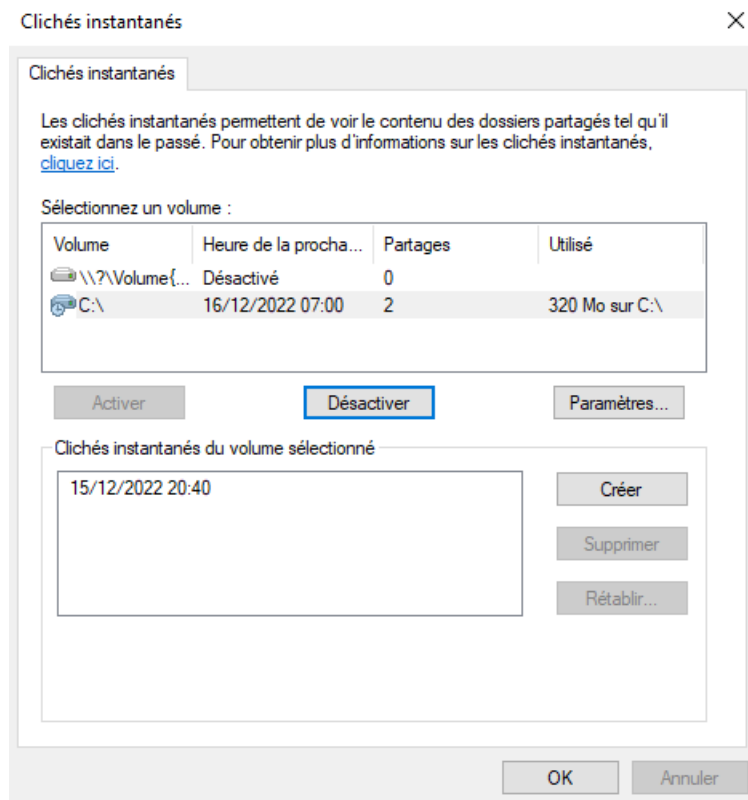 Clichés instantanés
Clichés instantanés
Les clichés instantanés permettent de voir le contenu des dossiers partagés tel qu'il
existait dans le passé. Pour obtenir plus d'informations sur les clichés instantanés,
cliquez ici.
Sélectionnez un volume :
Volume Heure de la procha... Partages Utilisé
\\?\Volume{... Désactivé 0
C:\ 16/12/2022 07:00 2 320 Mo sur C:\
Activer Désactiver Paramètres...
Clichés instantanés du volume sélectionné
15/12/2022 20:40
Créer
Supprimer
Rétablir...
OK Annuler